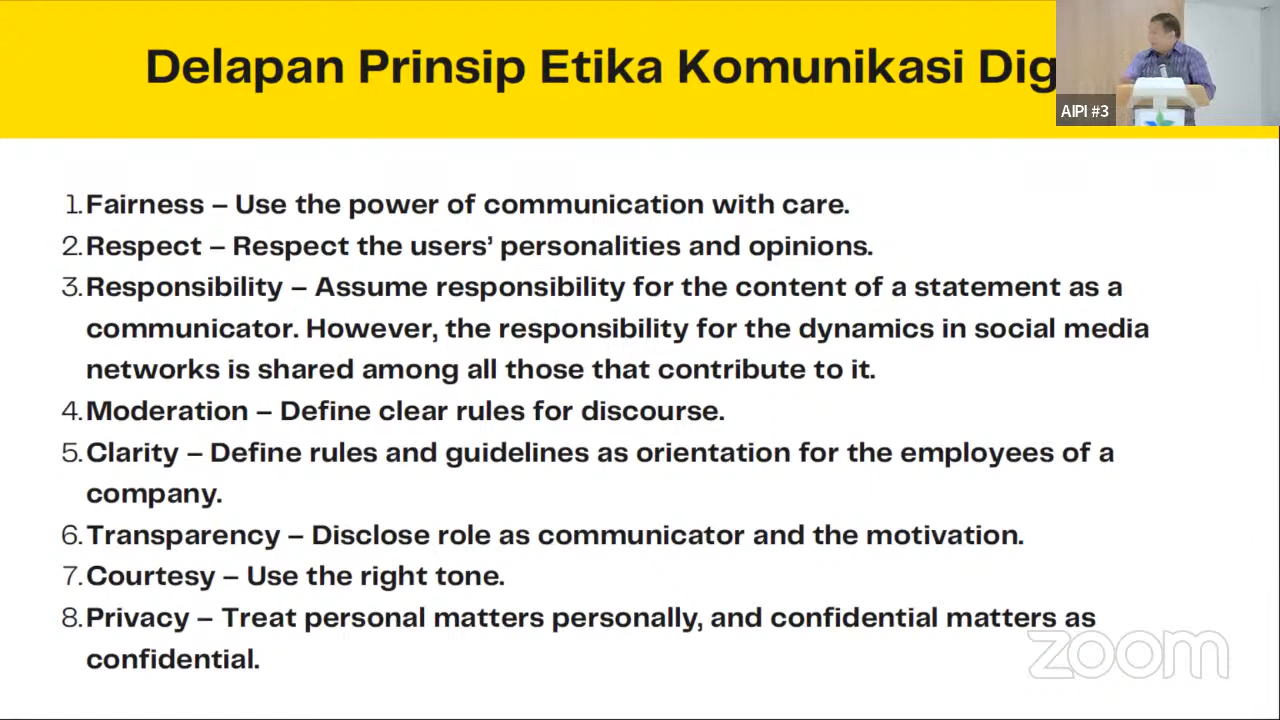 Delapan Prinsip Etika Komunikasi Dig
AIPI #3
1. Fairness – Use the power of communication with care.
2. Respect – Respect the users’ personalities and opinions.
3. Responsibility – Assume responsibility for the content of a statement as a
communicator. However, the responsibility for the dynamics in social media
networks is shared among all those that contribute to it.
4. Moderation – Define clear rules for discourse.
5. Clarity – Define rules and guidelines as orientation for the employees of a
company.
6. Transparency – Disclose role as communicator and the motivation.
7. Courtesy – Use the right tone.
8. Privacy – Treat personal matters personally, and confidential matters as
confidential.
zoom